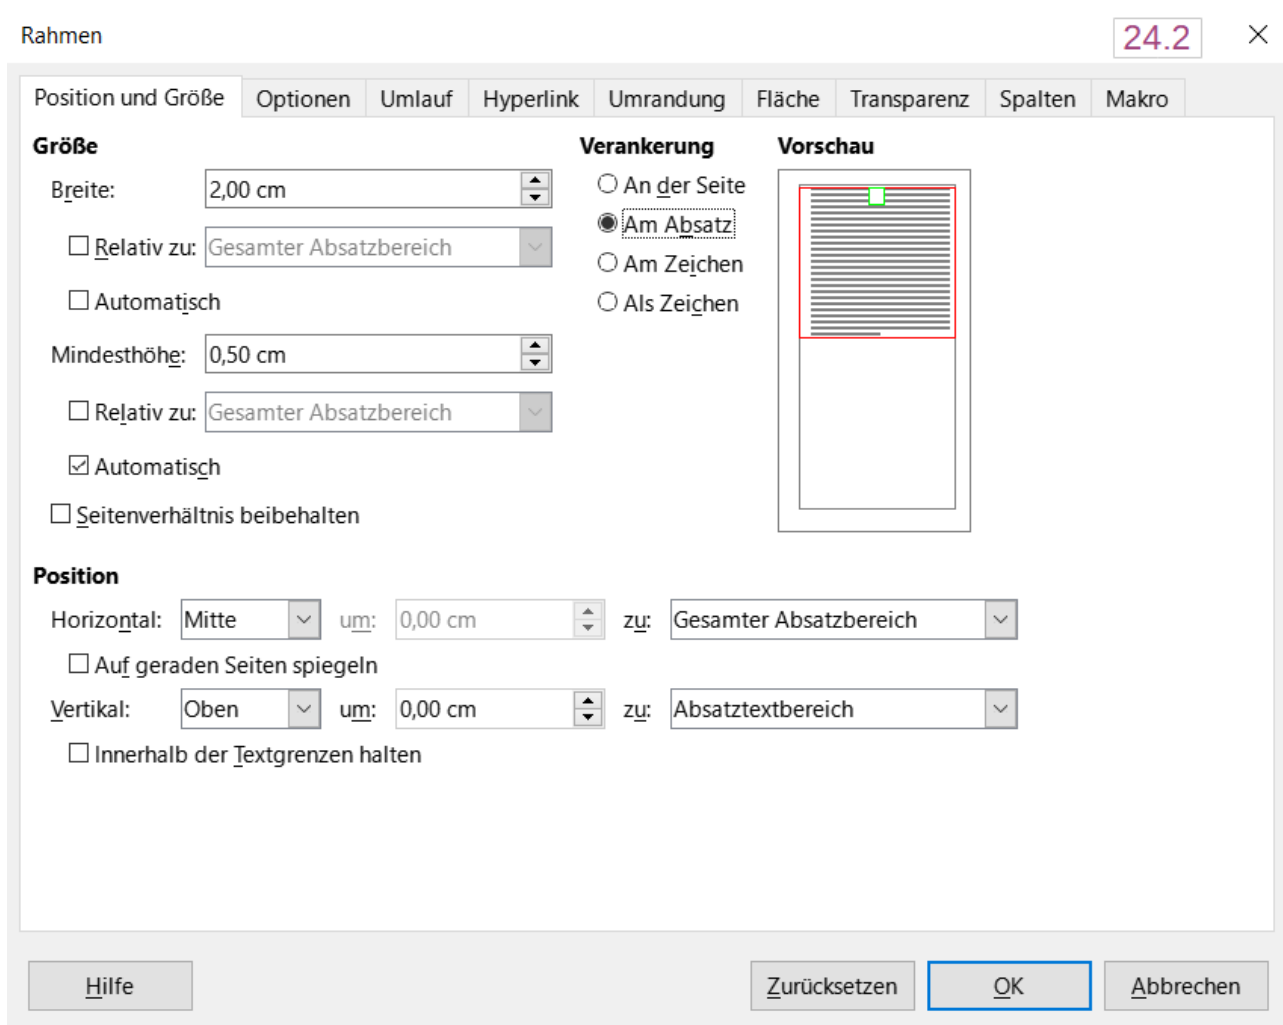 Rahmen
24.2
Position und Größe Optionen Umlauf Hyperlink Umrandung Fläche Transparenz Spalten Makro
Größe
Breite: 2,00 cm
Relativ zu: Gesamter Absatzbereich
Automatisch
Mindesthöhe: 0,50 cm
Relativ zu: Gesamter Absatzbereich
Automatisch
Seitenverhältnis beibehalten
Verankerung
An der Seite
Am Absatz
Am Zeichen
Als Zeichen
Vorschau
Position
Horizontal: Mitte um: 0,00 cm zu: Gesamter Absatzbereich
Auf geraden Seiten spiegeln
Vertikal: Oben um: 0,00 cm zu: Absatztextbereich
Innerhalb der Textgrenzen halten
Hilfe Zurücksetzen OK Abbrechen